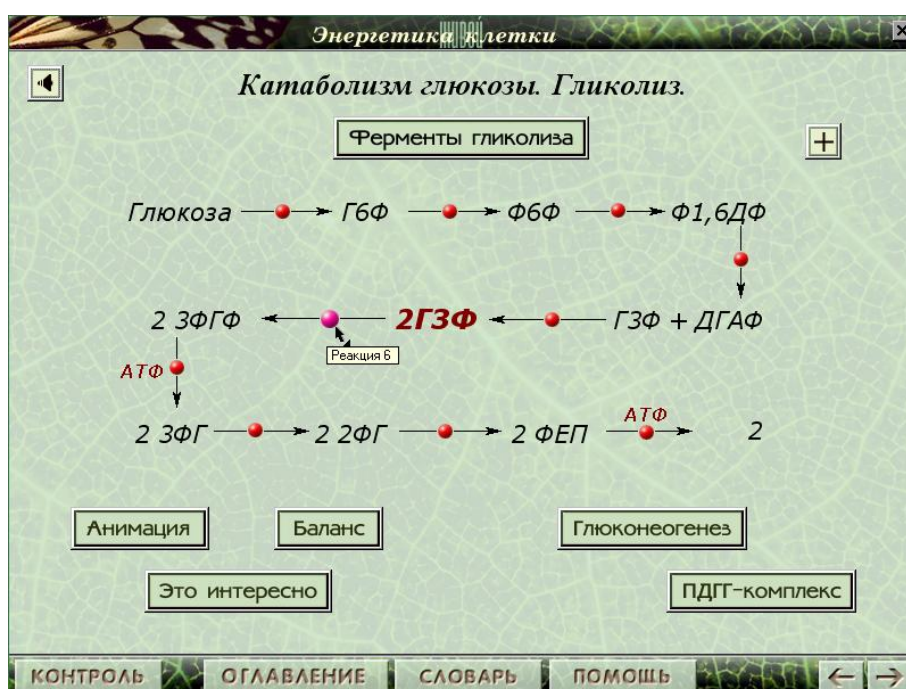 Энергетика клетки
Катаболизм глюкозы. Гликолиз.
Ферменты гликолиза
+
Глюкоза Г6Ф Ф6Ф Ф1,6ДФ
2 3ФГФ 2Г3Ф Г3Ф + ДГАФ
Реакция 6
АТФ
АТФ
2 3ФГ 2 2ФГ 2 ФЕП 2
Анимация Баланс Глюконеогенез
Это интересно ПДГГ-комплекс
КОНТРОЛЬ ОГЛАВЛЕНИЕ СЛОВАРЬ ПОМОЩЬ